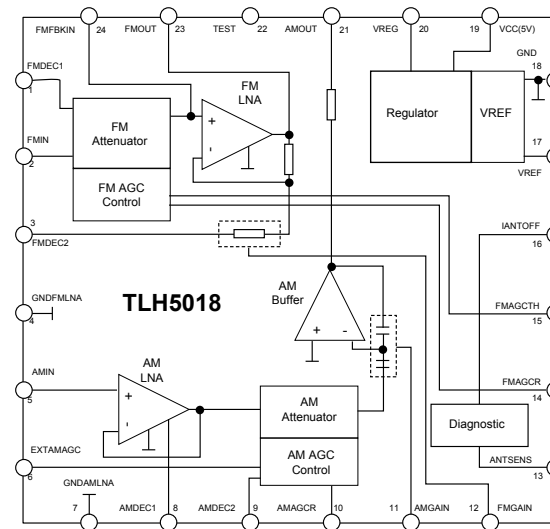 FMFBKIN
24
FMOUT
23
TEST
22
AMOUT
21
VREG
20
19
VCC(5V)
GND
18
FMDEC1
1
FM
LNA
+
-
Regulator
VREF
FM
Attenuator
FMIN
2
17
VREF
FM AGC
Control
3
FMDEC2
IANTOFF
16
TLH5018
AM
Buffer
+
-
GNDFMLNA
4
FMAGCTH
15
AMIN
5
AM
LNA
+
-
AM
Attenuator
FMAGCR
14
Diagnostic
AM AGC
Control
EXTAMAGC
6
ANTSENS
13
GNDAMLNA
7
AMDEC1
8
AMDEC2
9
AMAGCR
10
11
AMGAIN
12
FMGAIN